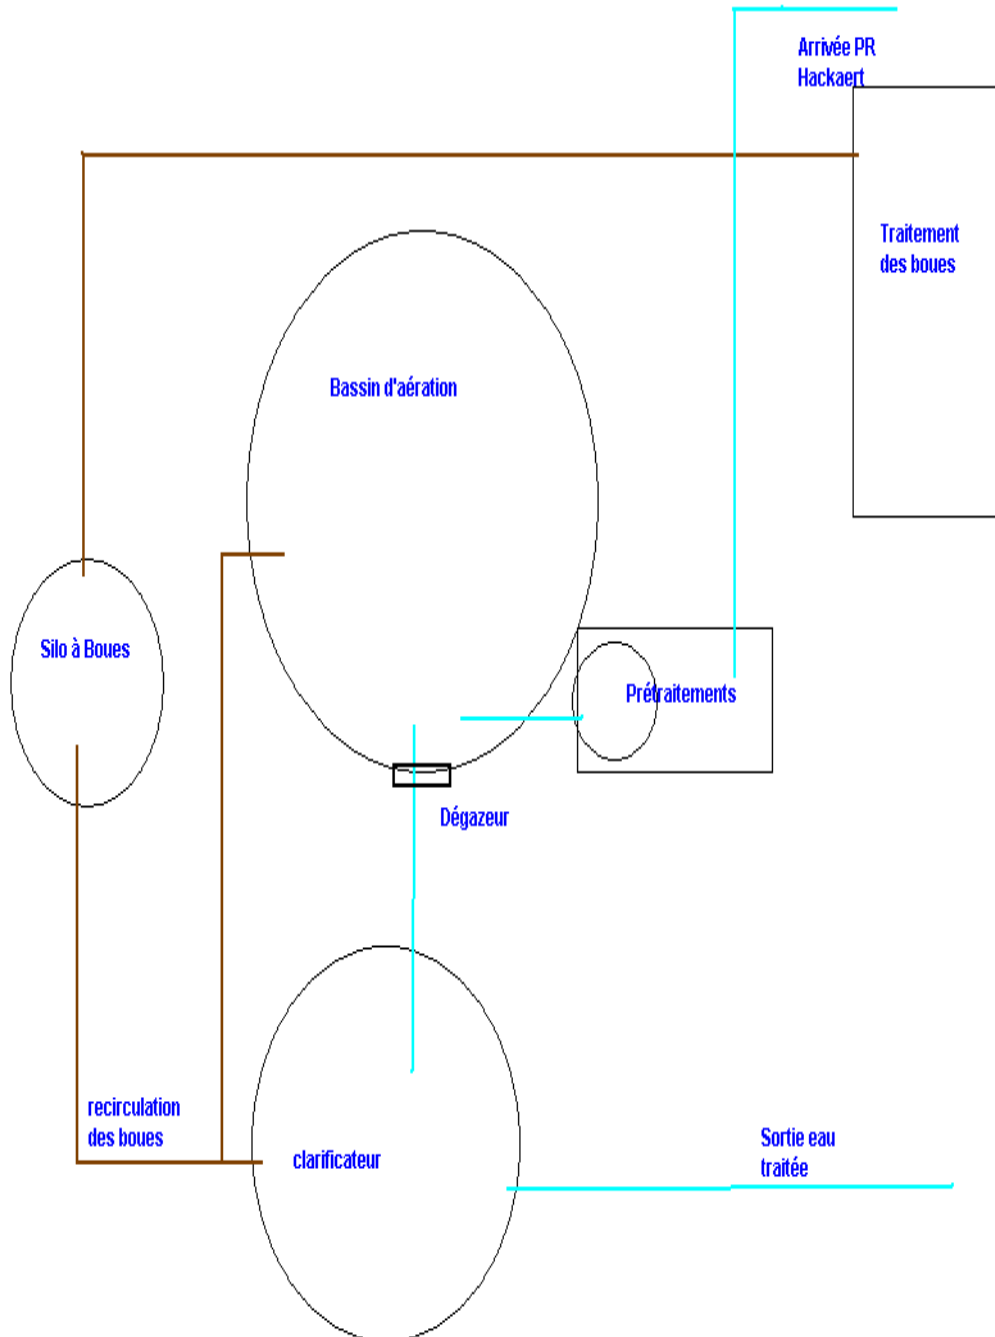 Arrivée PR
Hackaert
Traitement
des boues
Bassin d'aération
Silo à Boues
Prétraitements
Dégazeur
recirculation
des boues
clarificateur
Sortie eau
traitée